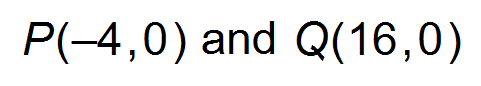 P(–4,0) and Q(16,0)